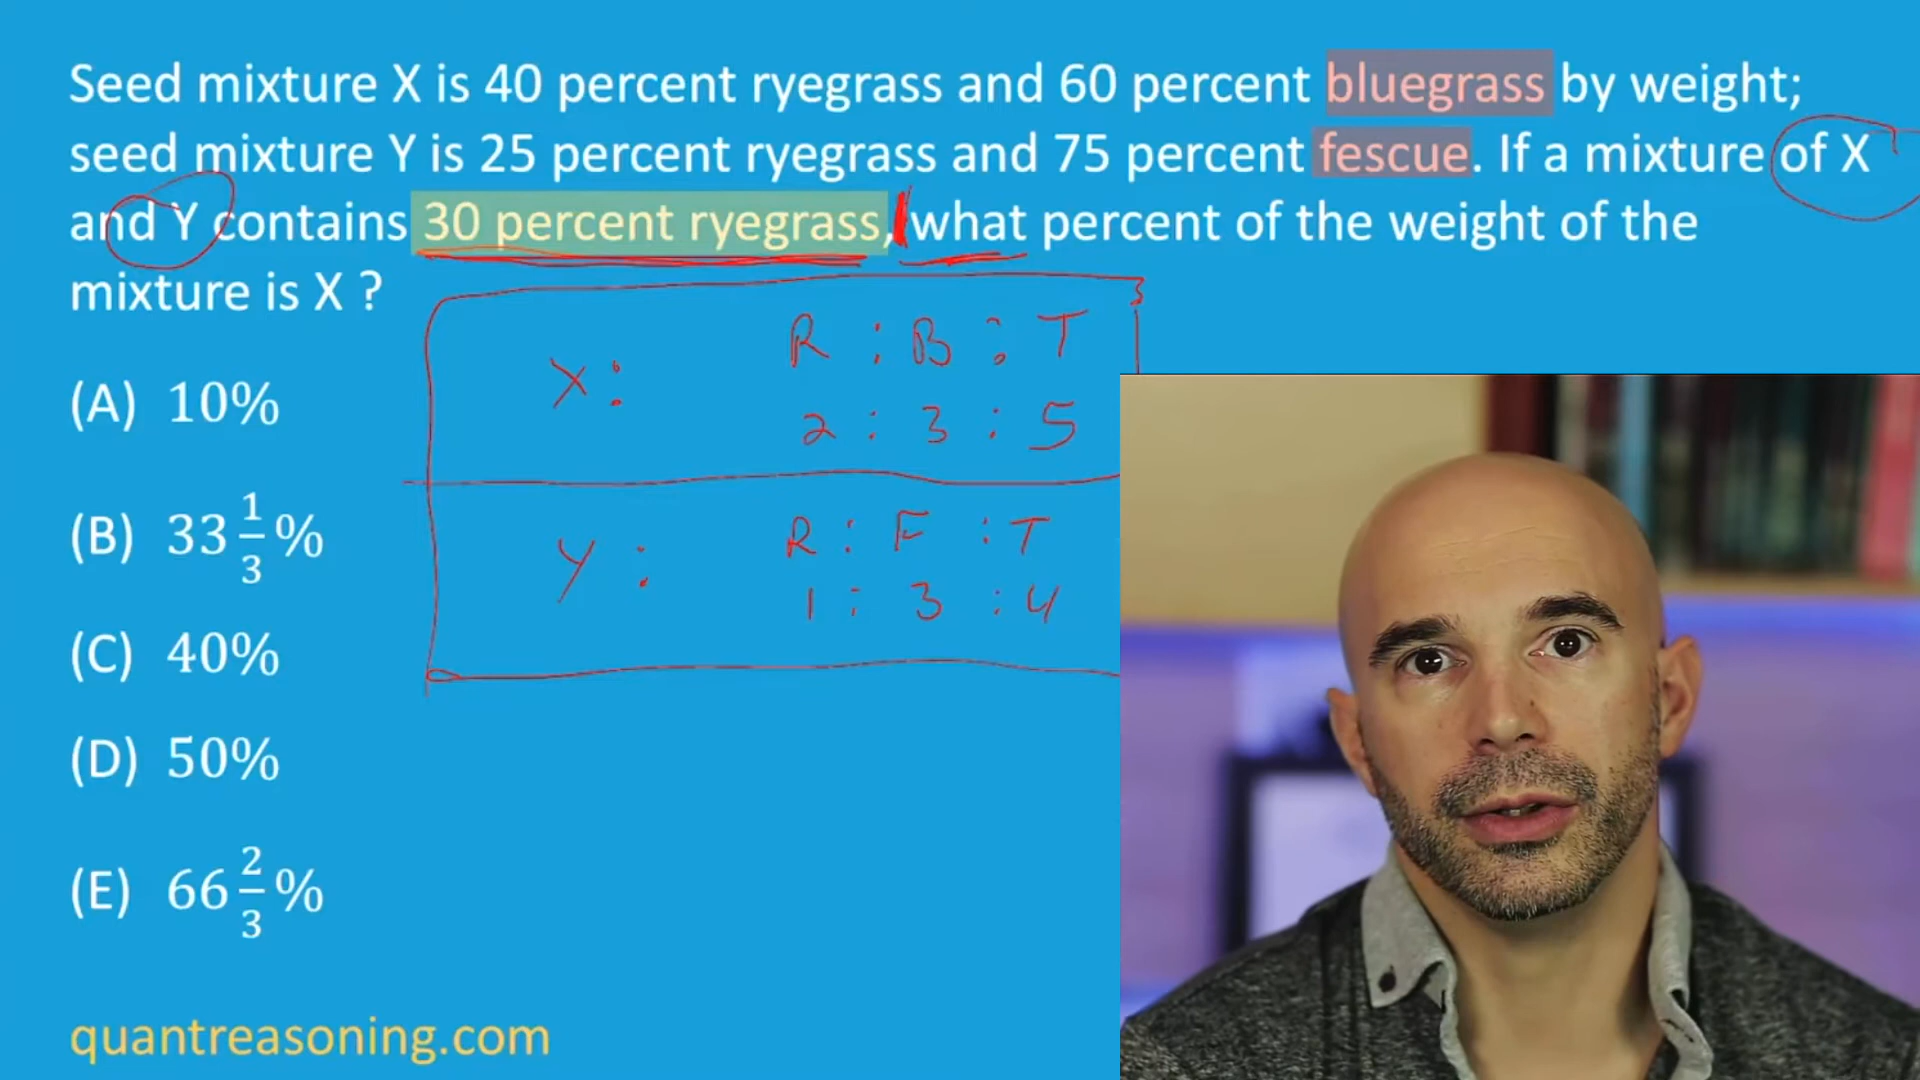 Seed mixture X is 40 percent ryegrass and 60 percent bluegrass by weight;
seed mixture Y is 25 percent ryegrass and 75 percent fescue. If a mixture of X
and Y contains 30 percent ryegrass, what percent of the weight of the
mixture is X ?
X: R : B : T
2 : 3 : 5
Y : R : F : T
1 : 3 : 4
(A) 10%
(B) 33 1/3 %
(C) 40%
(D) 50%
(E) 66 2/3 %
quantreasoning.com